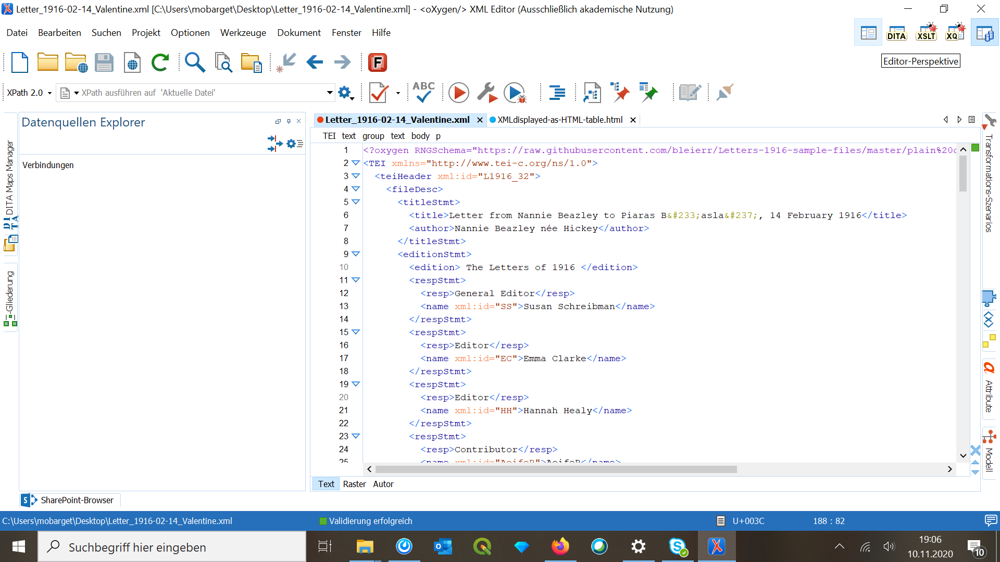 Letter_1916-02-14_Valentine.xml [C:\Users\mobarget\Desktop\Letter_1916-02-14_Valentine.xml] - <oXygen/> XML Editor (Ausschließlich akademische Nutzung)
Datei Bearbeiten Suchen Projekt Optionen Werkzeuge Dokument Fenster Hilfe
DITA XSLT XQ
F
Editor-Perspektive
XPath 2.0 XPath ausführen auf 'Aktuelle Datei'
ABC
Datenquellen Explorer
Letter_1916-02-14_Valentine.xml XMLdisplayed-as-HTML-table.html
TEI text group text body p
Verbindungen
DITA Maps Manager
Gliederung
1 <?oxygen RNGSchema="https://raw.githubusercontent.com/bleierr/Letters-1916-sample-files/master/plain%20
2 <TEI xmlns="http://www.tei-c.org/ns/1.0">
3 <teiHeader xml:id="L1916_32">
4 <fileDesc>
5 <titleStmt>
6 <title>Letter from Nannie Beazley to Piaras B&#233;asla&#237;, 14 February 1916</title>
7 <author>Nannie Beazley née Hickey</author>
8 </titleStmt>
9 <editionStmt>
10 <edition> The Letters of 1916 </edition>
11 <respStmt>
12 <resp>General Editor</resp>
13 <name xml:id="SS">Susan Schreibman</name>
14 </respStmt>
15 <respStmt>
16 <resp>Editor</resp>
17 <name xml:id="EC">Emma Clarke</name>
18 </respStmt>
19 <respStmt>
20 <resp>Editor</resp>
21 <name xml:id="HH">Hannah Healy</name>
22 </respStmt>
23 <respStmt>
24 <resp>Contributor</resp>
25 <name xml:id="AoifeR">AoifeR</name>
Transformations-Szenarios
Attribute
Modell
Text Raster Autor
SharePoint-Browser
C:\Users\mobarget\Desktop\Letter_1916-02-14_Valentine.xml Validierung erfolgreich U+003C 188 : 82
Suchbegriff hier eingeben
19:06
10.11.2020
10